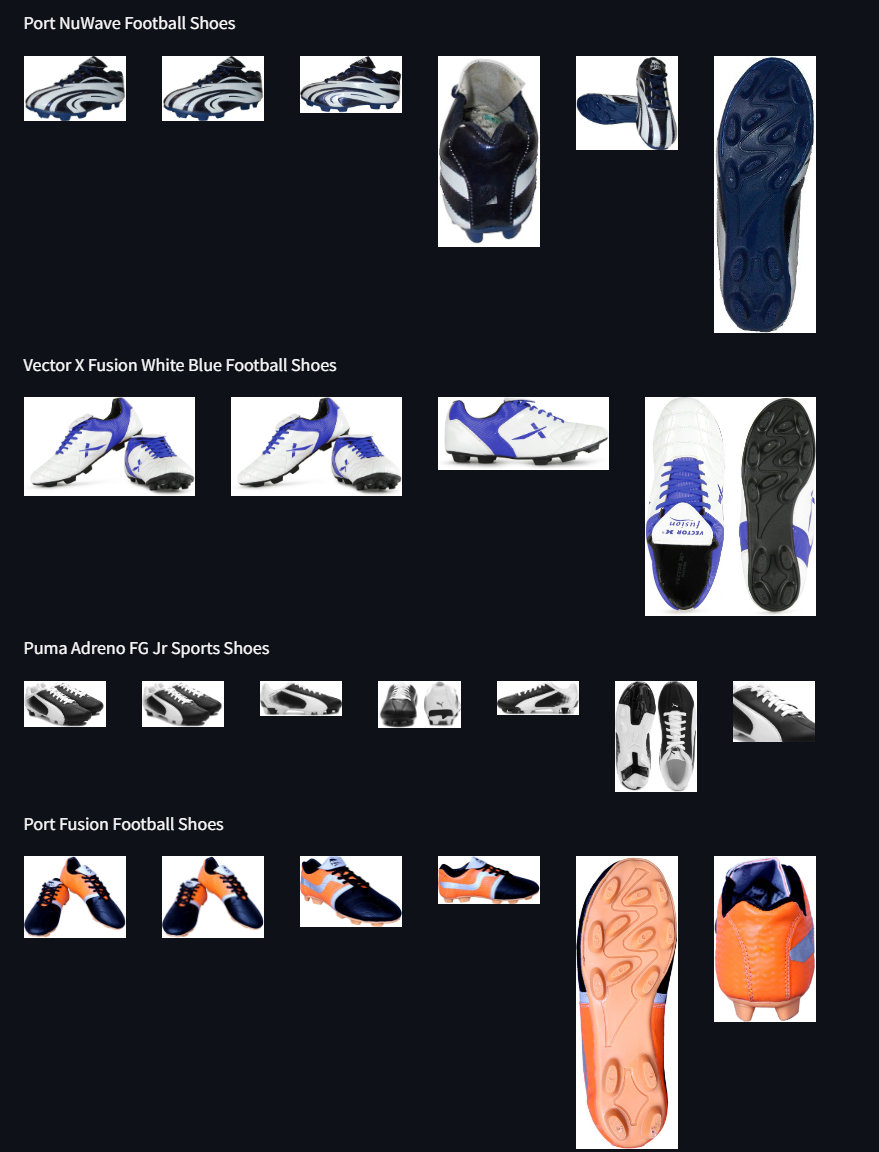 Port NuWave Football Shoes
Vector X Fusion White Blue Football Shoes
fusion
VECTOR X
Puma Adreno FG Jr Sports Shoes
Port Fusion Football Shoes